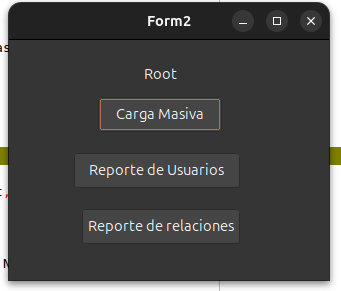 Form2
Root
Carga Masiva
Reporte de Usuarios
Reporte de relaciones